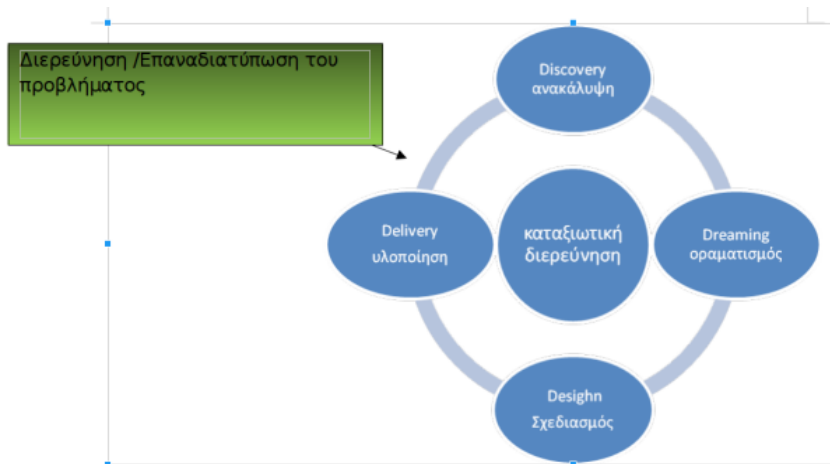 Διερεύνηση /Επαναδιατύπωση του
προβλήματος
Discovery
ανακάλυψη
Delivery
υλοποίηση
καταξιωτική
διερεύνηση
Dreaming
οραματισμός
Desighn
Σχεδιασμός